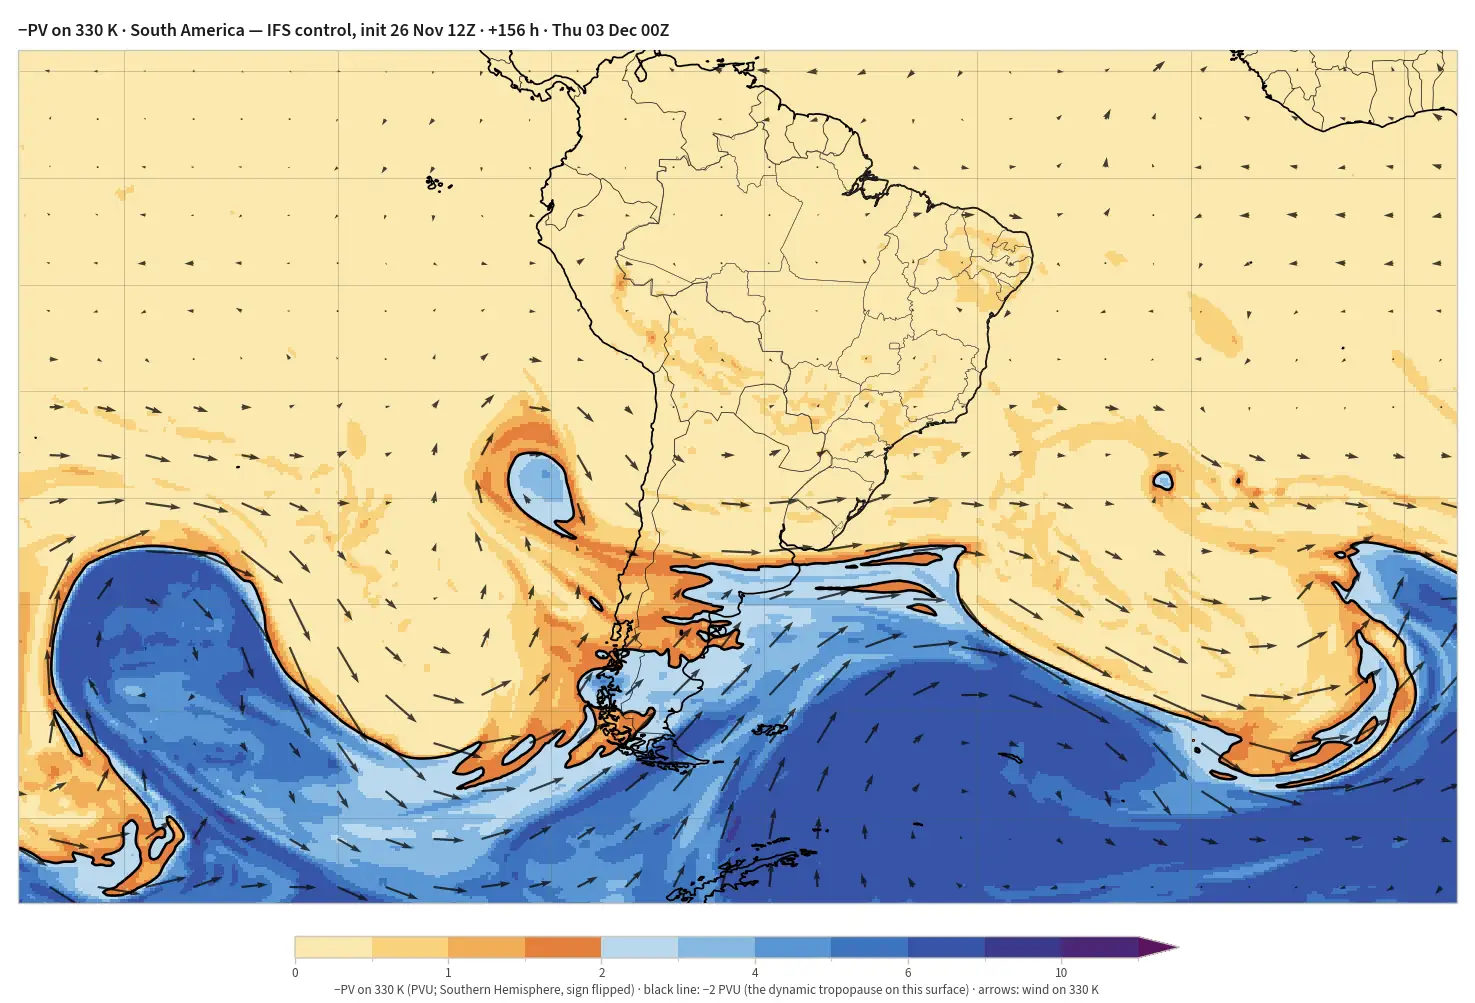 −PV on 330 K · South America — IFS control, init 26 Nov 12Z · +156 h · Thu 03 Dec 00Z
0 1 2 4 6 10
−PV on 330 K (PVU; Southern Hemisphere, sign flipped) · black line: −2 PVU (the dynamic tropopause on this surface) · arrows: wind on 330 K